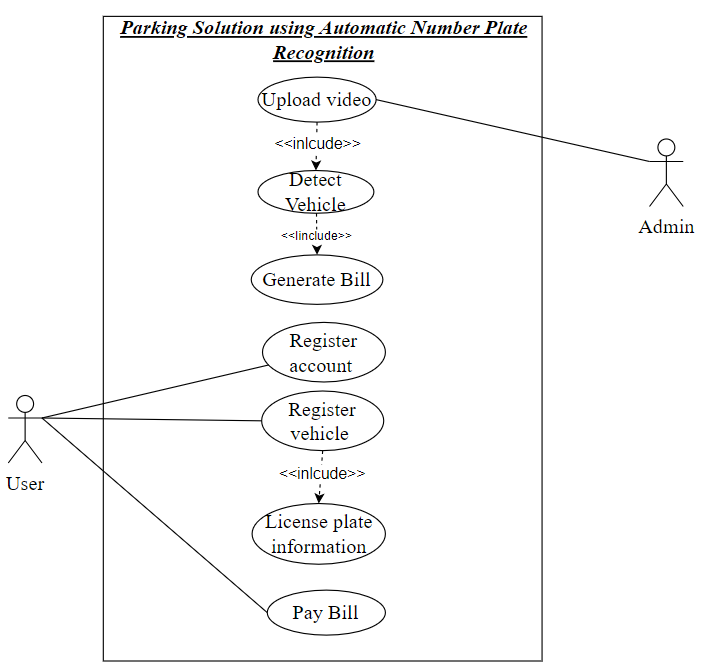 Parking Solution using Automatic Number Plate
Recognition
Upload video
<<inlcude>>
Detect
Vehicle
<<Iinclude>>
Generate Bill
Admin
Register
account
Register
vehicle
<<inlcude>>
User
License plate
information
Pay Bill